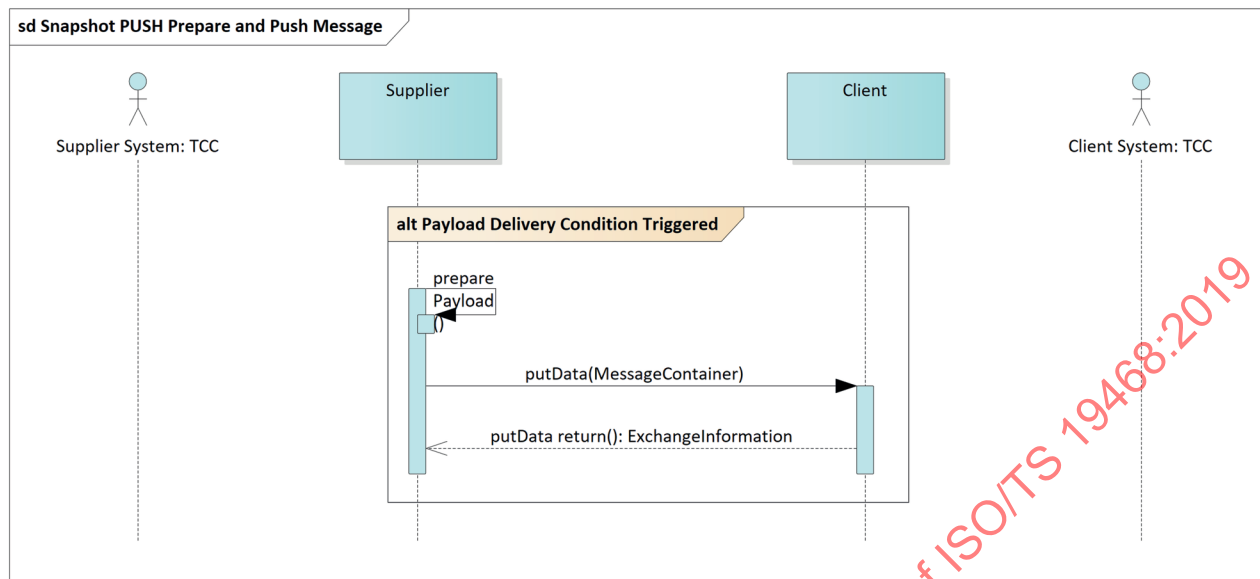 sd Snapshot PUSH Prepare and Push Message
Supplier System: TCC
Supplier
Client
Client System: TCC
alt Payload Delivery Condition Triggered
prepare
Payload
()
putData(MessageContainer)
putData return(): ExchangeInformation
of ISO/TS 19468:2019